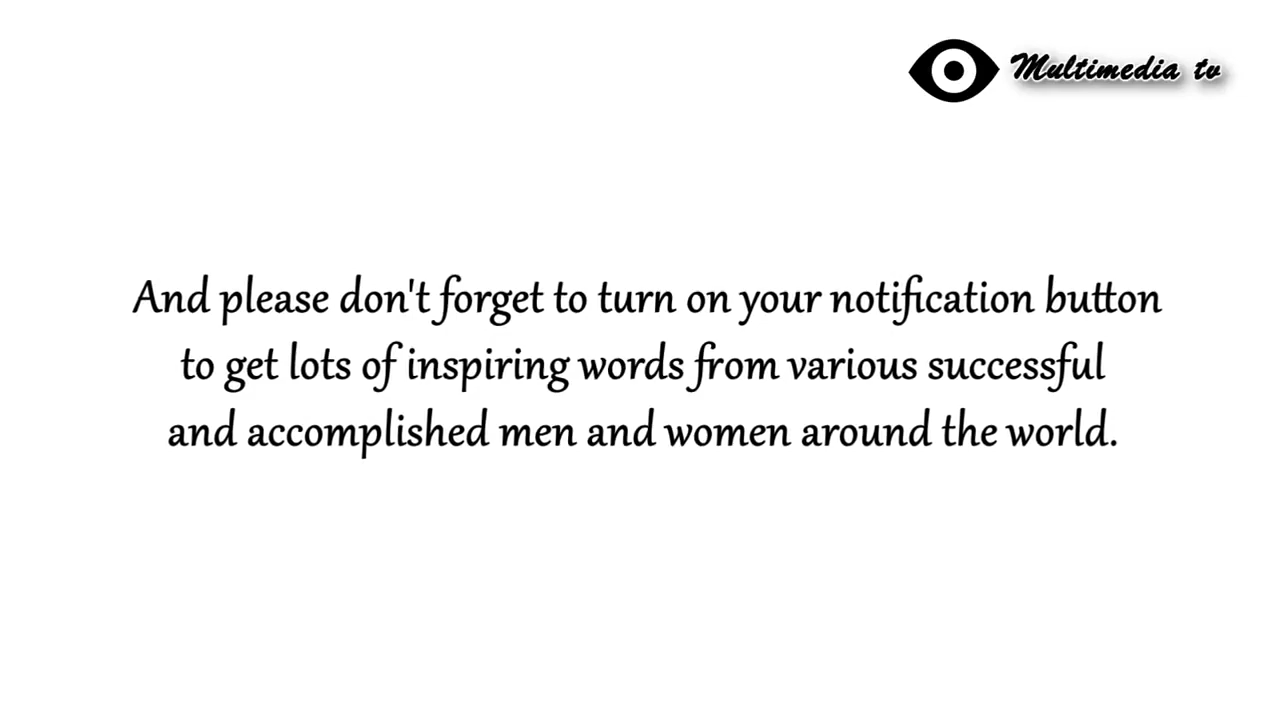 Multimedia tv
And please don't forget to turn on your notification button
to get lots of inspiring words from various successful
and accomplished men and women around the world.